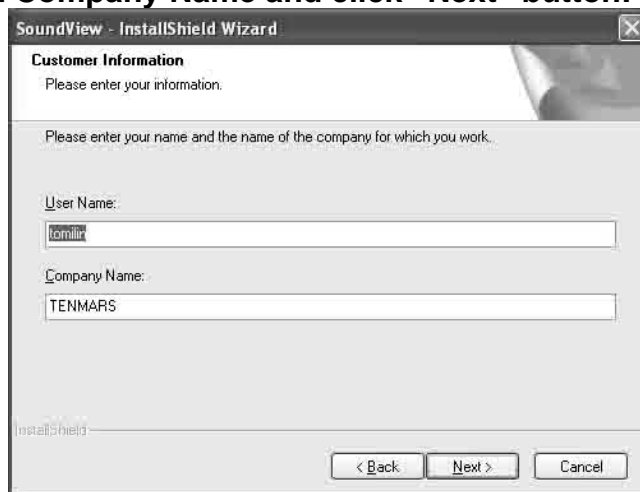 Company Name and click "Next" button.
SoundView - InstallShield Wizard
Customer Information
Please enter your information.
Please enter your name and the name of the company for which you work.
User Name:
tomilin
Company Name:
TENMARS
InstallShield
< Back
Next >
Cancel